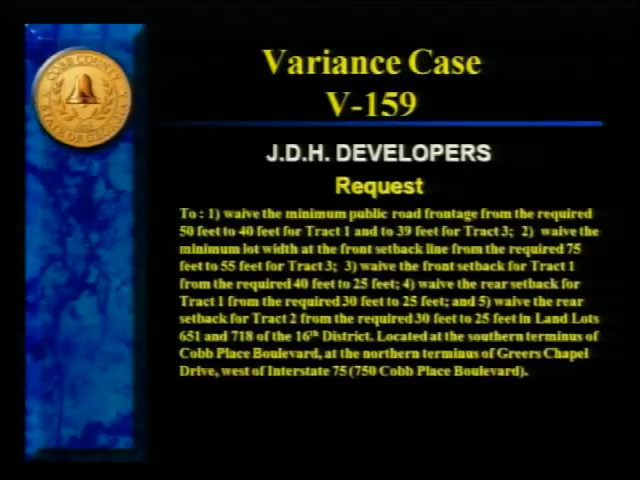 COBB COUNTY
STATE OF GEORGIA
Variance Case
V-159
J.D.H. DEVELOPERS
Request
To : 1) waive the minimum public road frontage from the required
50 feet to 40 feet for Tract 1 and to 39 feet for Tract 3; 2) waive the
minimum lot width at the front setback line from the required 75
feet to 55 feet for Tract 3; 3) waive the front setback for Tract 1
from the required 40 feet to 25 feet; 4) waive the rear setback for
Tract 1 from the required 30 feet to 25 feet; and 5) waive the rear
setback for Tract 2 from the required 30 feet to 25 feet in Land Lots
651 and 718 of the 16th District. Located at the southern terminus of
Cobb Place Boulevard, at the northern terminus of Greers Chapel
Drive, west of Interstate 75 (750 Cobb Place Boulevard).